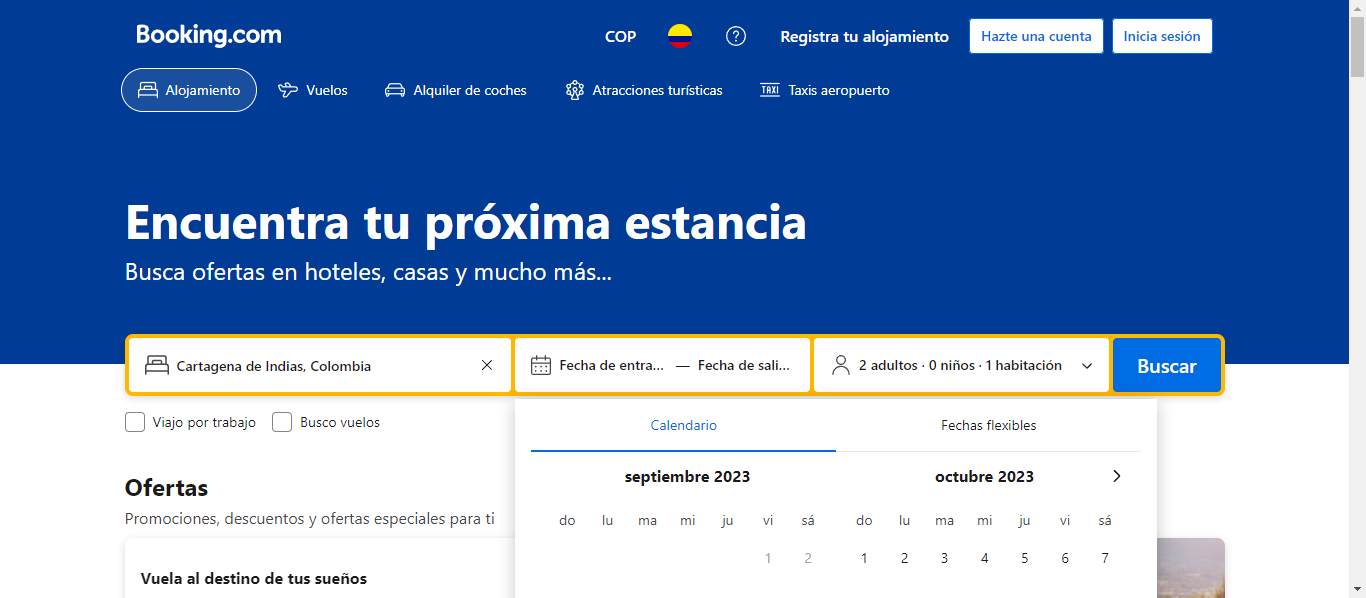 Booking.com
COP
Registra tu alojamiento
Hazte una cuenta
Inicia sesión
Alojamiento
Vuelos
Alquiler de coches
Atracciones turísticas
TAXI Taxis aeropuerto
Encuentra tu próxima estancia
Busca ofertas en hoteles, casas y mucho más...
Cartagena de Indias, Colombia
Fecha de entra... — Fecha de sali...
2 adultos · 0 niños · 1 habitación
Buscar
Viajo por trabajo
Busco vuelos
Calendario
Fechas flexibles
septiembre 2023
do lu ma mi ju vi sá
1 2
octubre 2023
do lu ma mi ju vi sá
1 2 3 4 5 6 7
Ofertas
Promociones, descuentos y ofertas especiales para ti
Vuela al destino de tus sueños